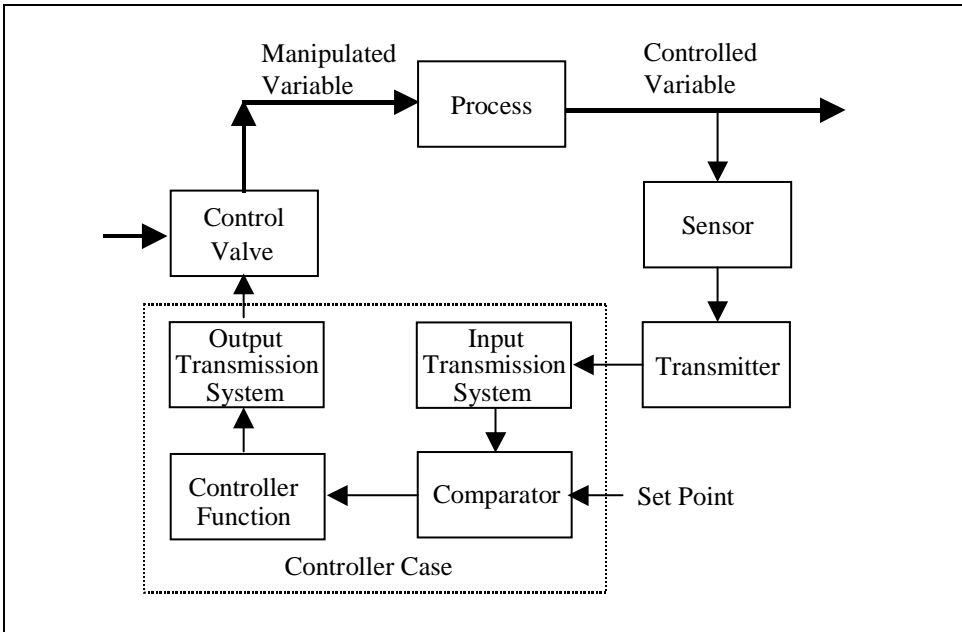 Manipulated
Variable
Controlled
Variable
Process
Control
Valve
Sensor
Output
Transmission
System
Input
Transmission
System
Transmitter
Controller
Function
Comparator
Set Point
Controller Case